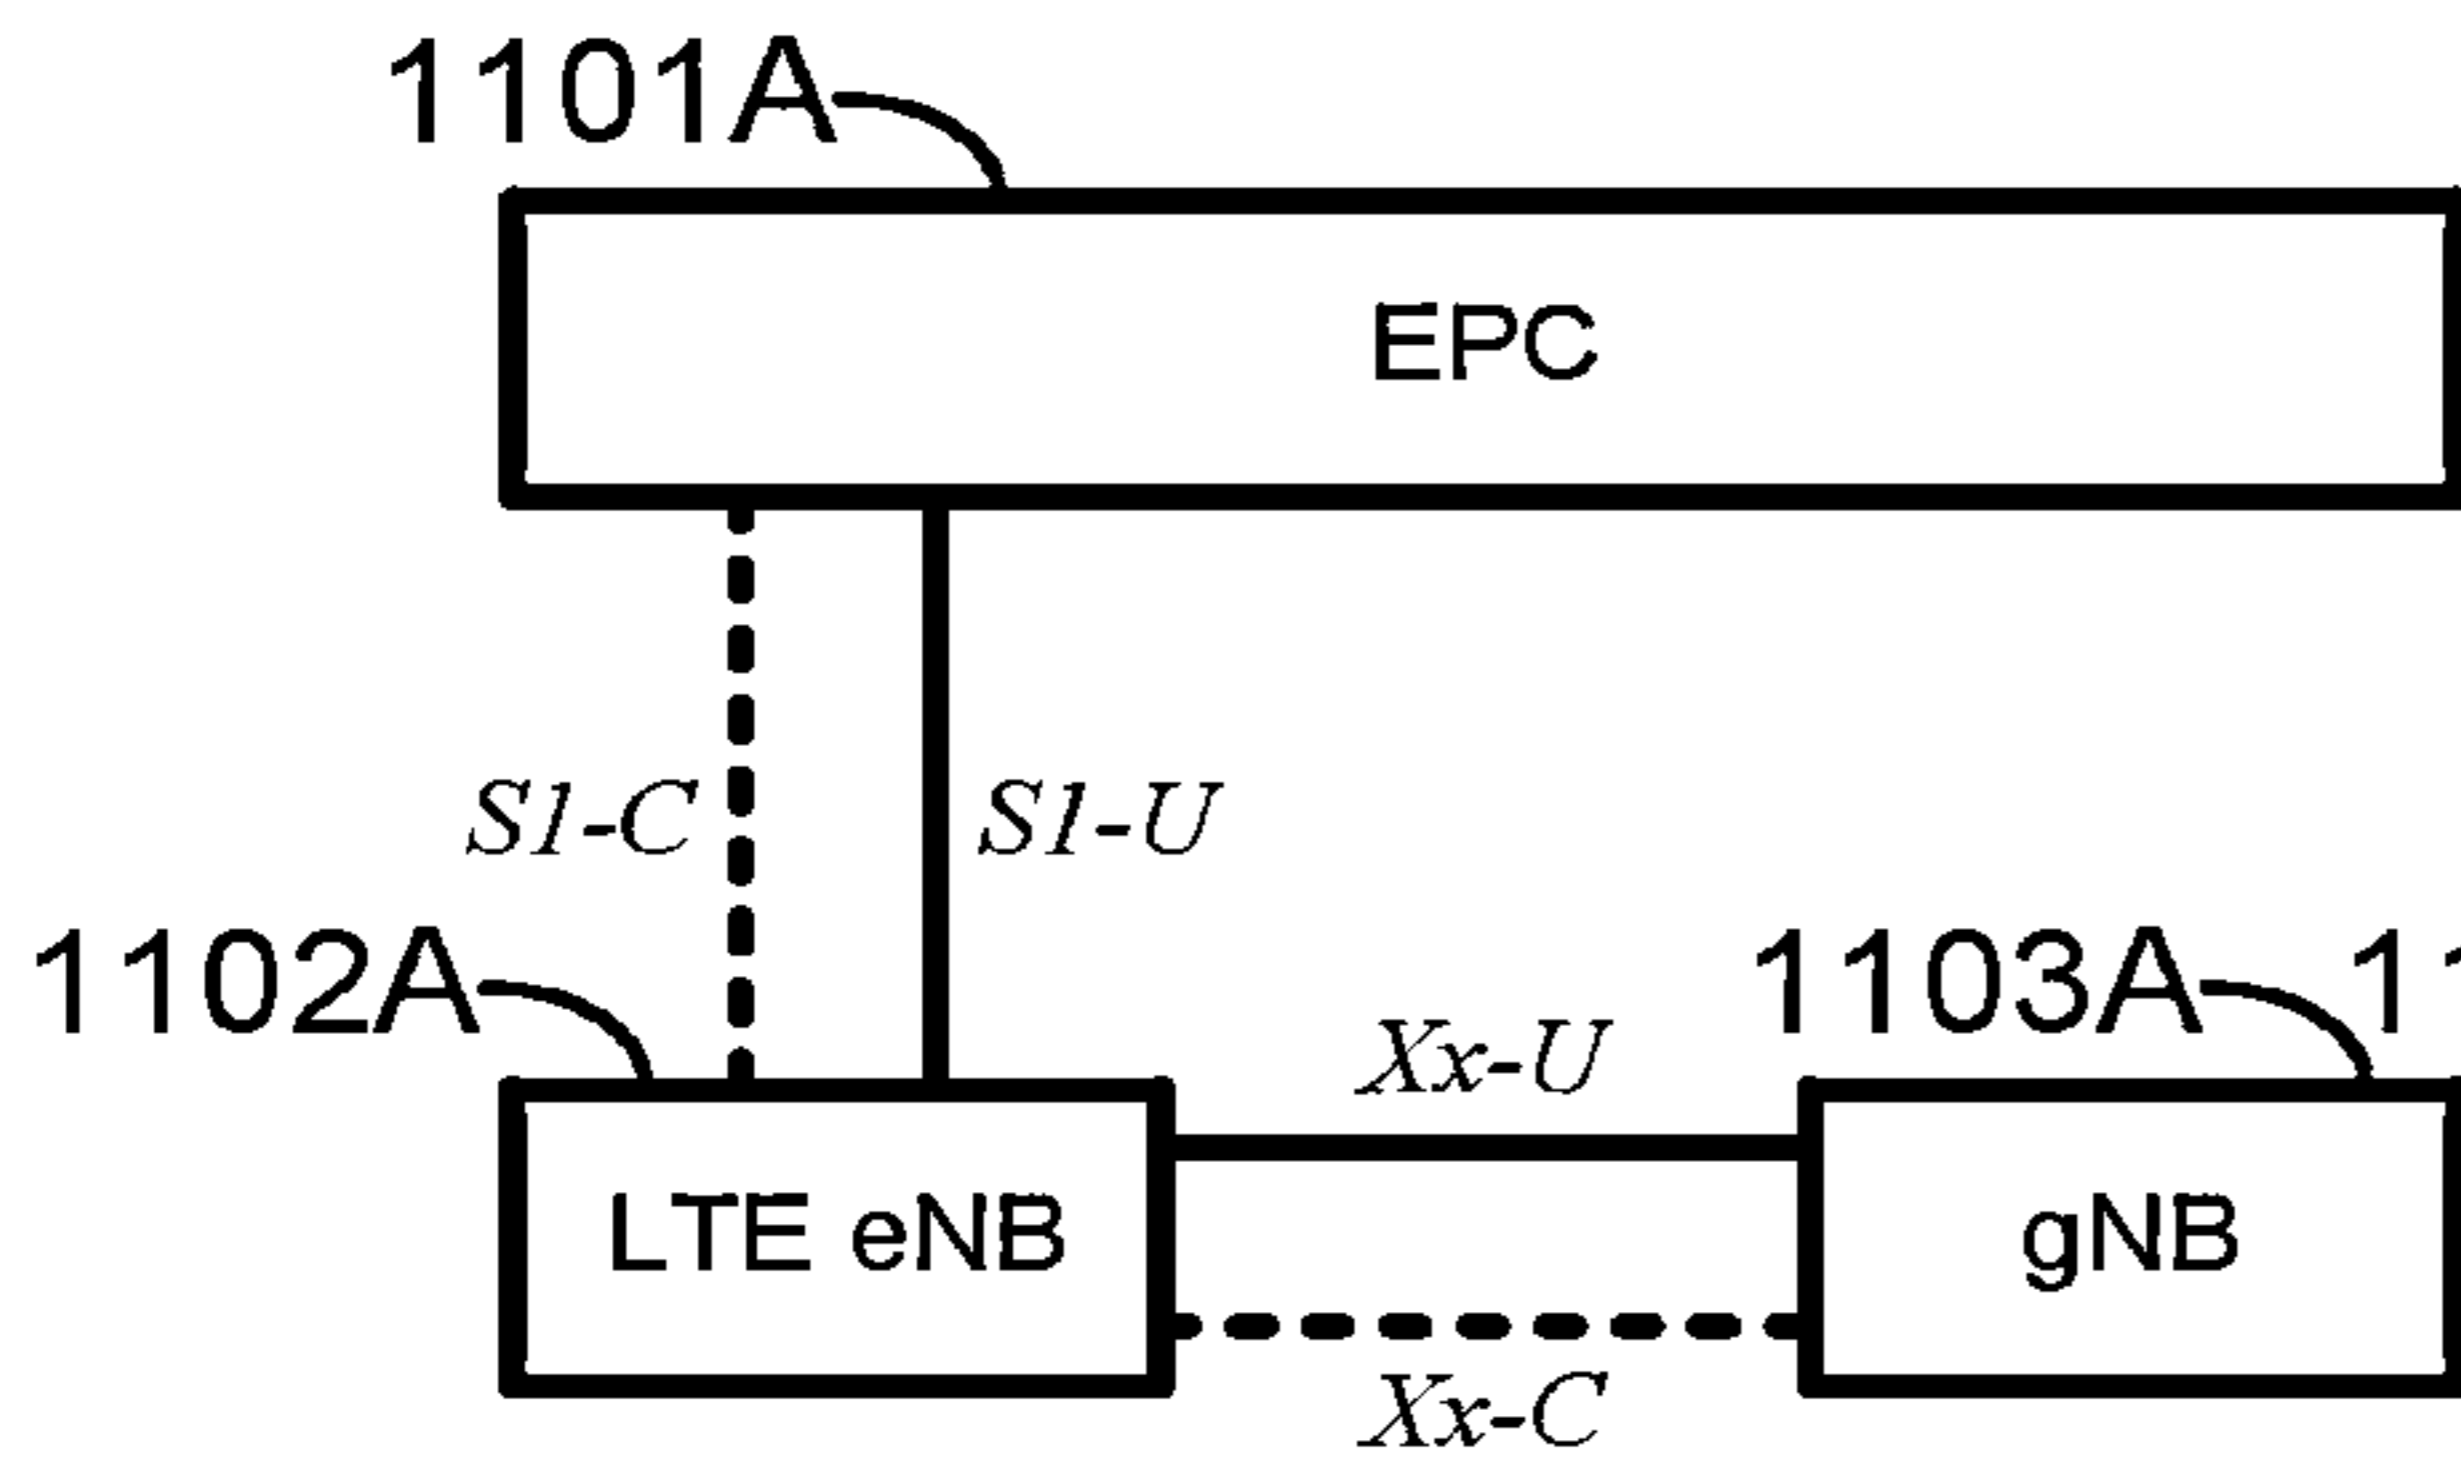 1101A
EPC
S1-C S1-U
1102A 1103A
Xx-U
LTE eNB gNB
Xx-C